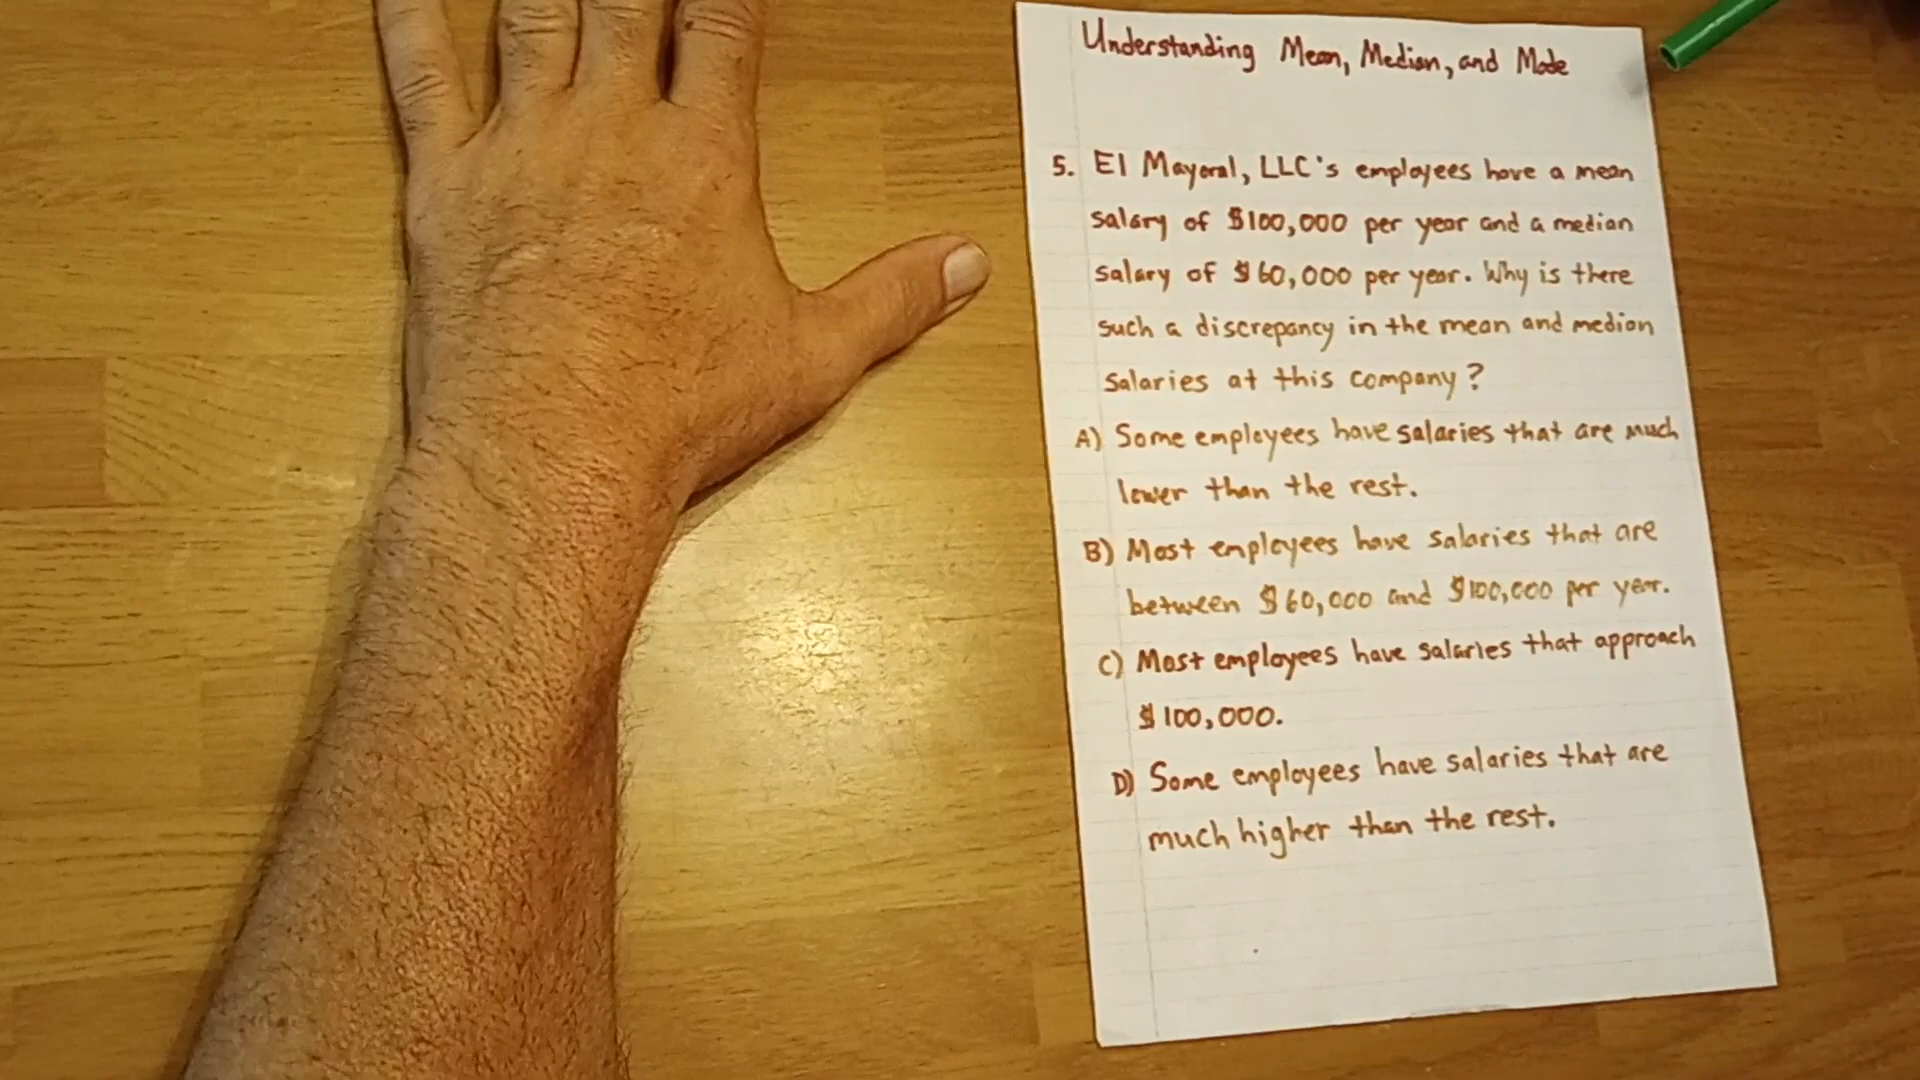 Understanding Mean, Median, and Mode
5. El Mayoral, LLC's employees have a mean
salary of $100,000 per year and a median
salary of $60,000 per year. Why is there
such a discrepancy in the mean and median
salaries at this company?
A) Some employees have salaries that are much
lower than the rest.
B) Most employees have salaries that are
between $60,000 and $100,000 per year.
C) Most employees have salaries that approach
$100,000.
D) Some employees have salaries that are
much higher than the rest.